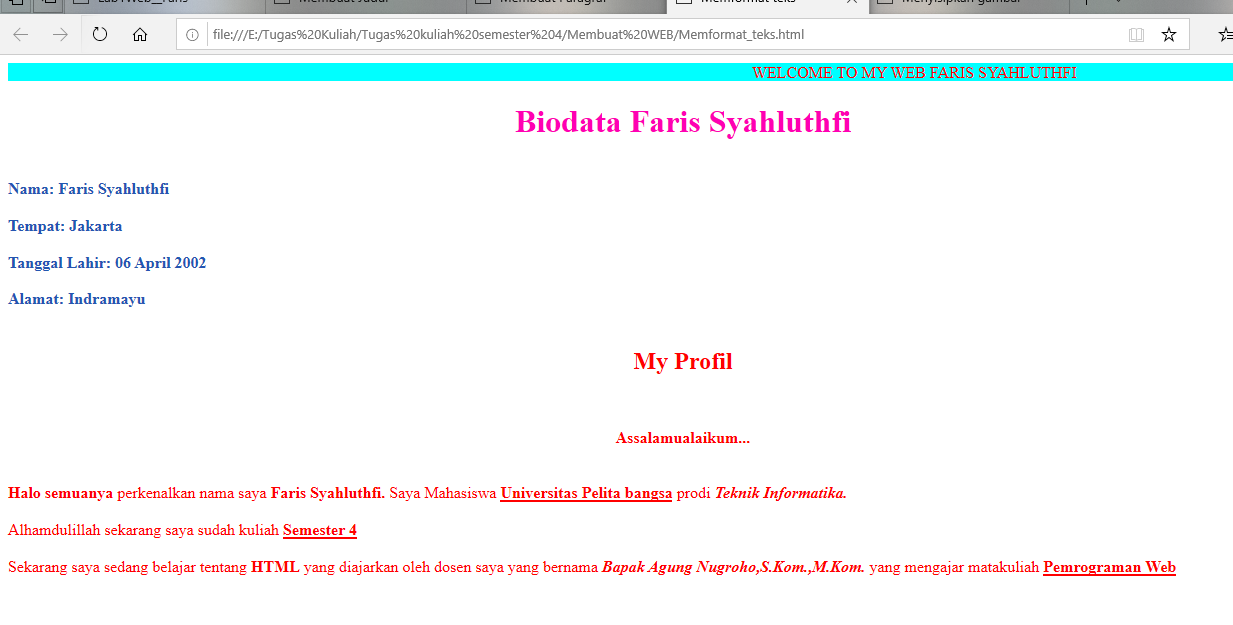 Lab1Web_Faris Membuat Judul Membuat Paragraf Memformat teks Menyisipkan gambar
file:///E:/Tugas%20Kuliah/Tugas%20kuliah%20semester%204/Membuat%20WEB/Memformat_teks.html
WELCOME TO MY WEB FARIS SYAHLUTHFI
Biodata Faris Syahluthfi
Nama: Faris Syahluthfi
Tempat: Jakarta
Tanggal Lahir: 06 April 2002
Alamat: Indramayu
My Profil
Assalamualaikum...
Halo semuanya perkenalkan nama saya Faris Syahluthfi. Saya Mahasiswa Universitas Pelita bangsa prodi Teknik Informatika.
Alhamdulillah sekarang saya sudah kuliah Semester 4
Sekarang saya sedang belajar tentang HTML yang diajarkan oleh dosen saya yang bernama Bapak Agung Nugroho,S.Kom.,M.Kom. yang mengajar matakuliah Pemrograman Web